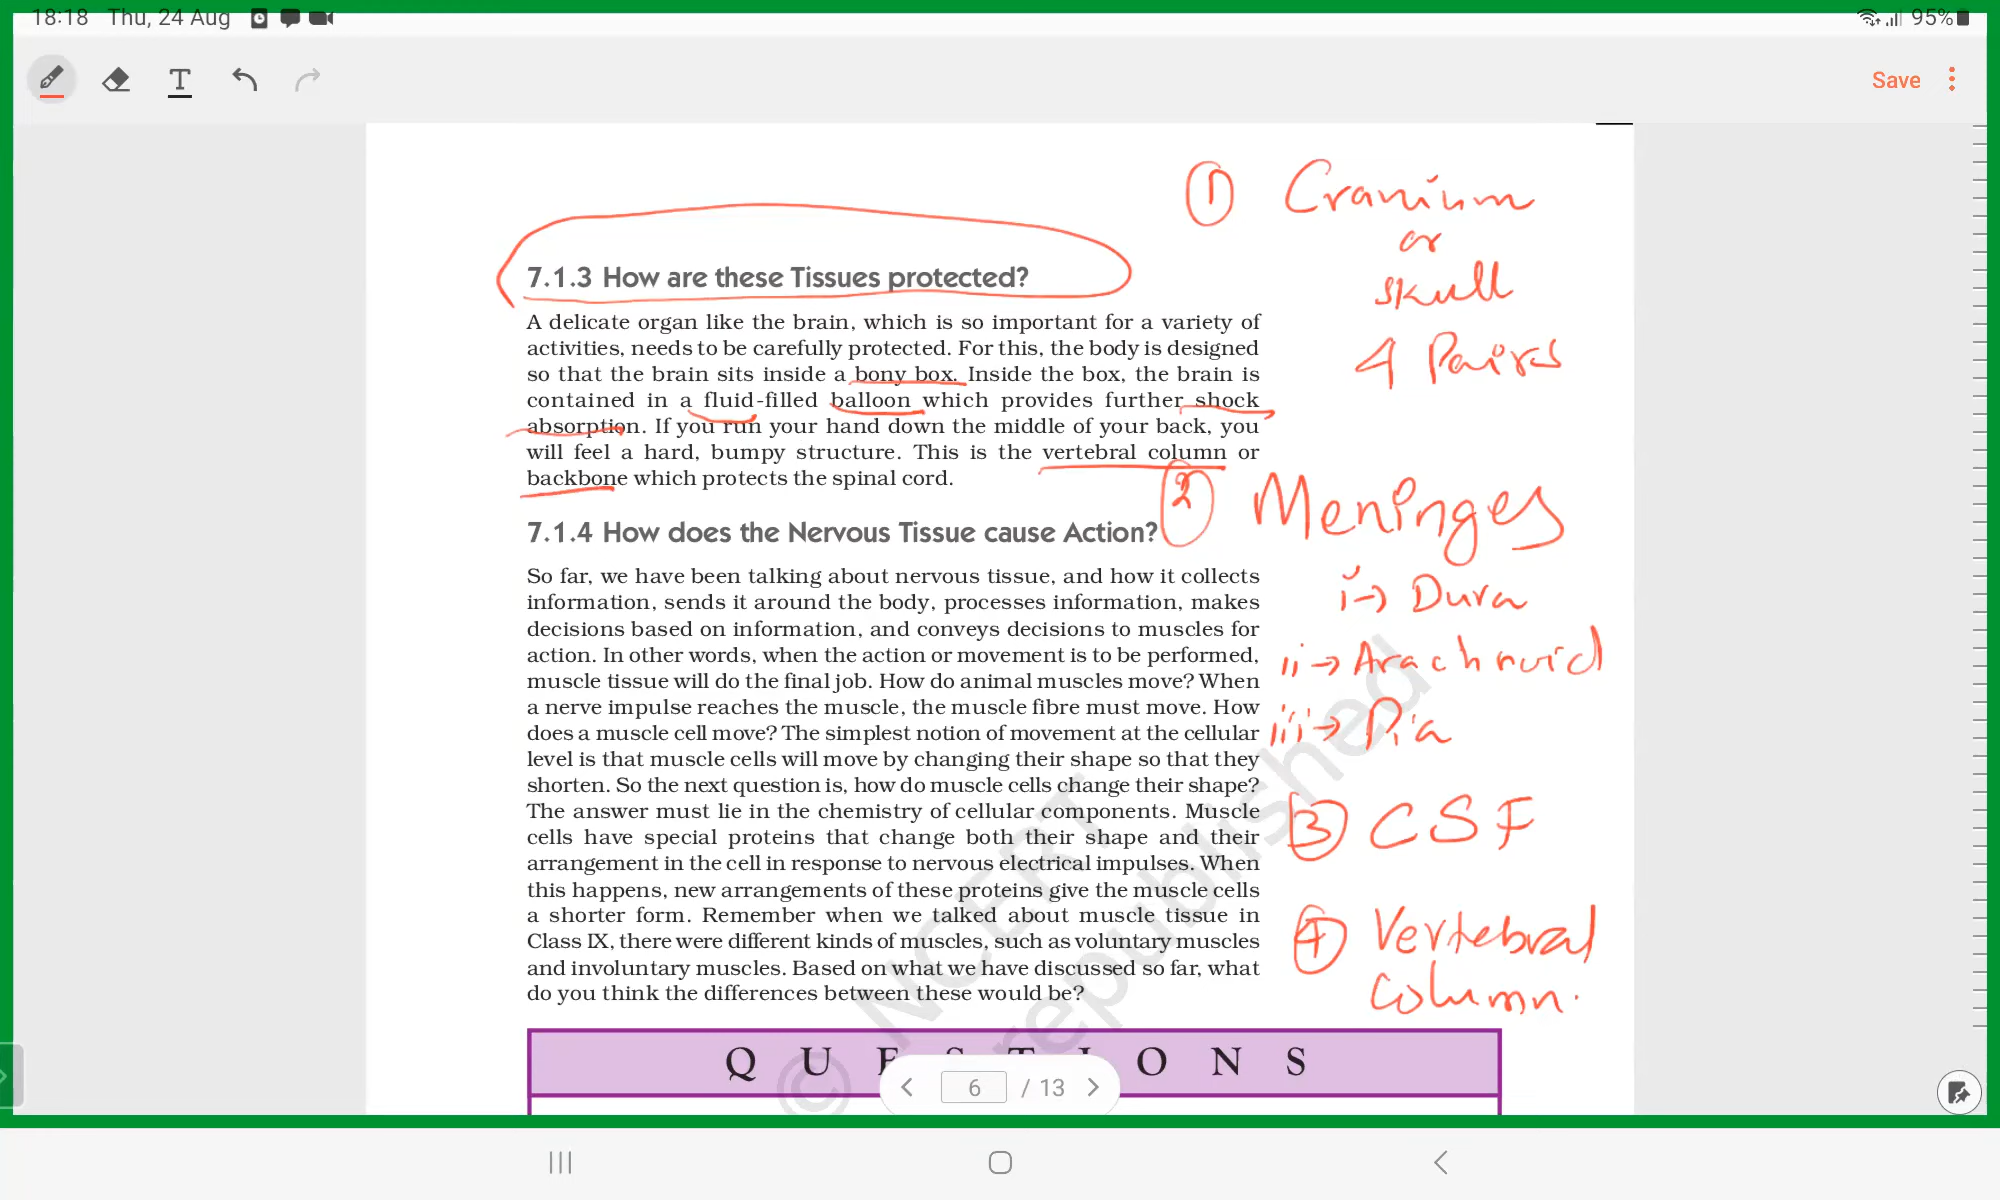 18:18 Thu, 24 Aug
95%
T
Save
1 Cranium
or
skull
4 Pairs
7.1.3 How are these Tissues protected?
A delicate organ like the brain, which is so important for a variety of
activities, needs to be carefully protected. For this, the body is designed
so that the brain sits inside a bony box. Inside the box, the brain is
contained in a fluid-filled balloon which provides further shock
absorption. If you run your hand down the middle of your back, you
will feel a hard, bumpy structure. This is the vertebral column or
backbone which protects the spinal cord.
2 Meninges
i→ Dura
ii→ Arachnoid
iii→ Pia
3 CSF
4 Vertebral
Column.
7.1.4 How does the Nervous Tissue cause Action?
So far, we have been talking about nervous tissue, and how it collects
information, sends it around the body, processes information, makes
decisions based on information, and conveys decisions to muscles for
action. In other words, when the action or movement is to be performed,
muscle tissue will do the final job. How do animal muscles move? When
a nerve impulse reaches the muscle, the muscle fibre must move. How
does a muscle cell move? The simplest notion of movement at the cellular
level is that muscle cells will move by changing their shape so that they
shorten. So the next question is, how do muscle cells change their shape?
The answer must lie in the chemistry of cellular components. Muscle
cells have special proteins that change both their shape and their
arrangement in the cell in response to nervous electrical impulses. When
this happens, new arrangements of these proteins give the muscle cells
a shorter form. Remember when we talked about muscle tissue in
Class IX, there were different kinds of muscles, such as voluntary muscles
and involuntary muscles. Based on what we have discussed so far, what
do you think the differences between these would be?
© NCERT
republished
QUESTIONS
6 / 13